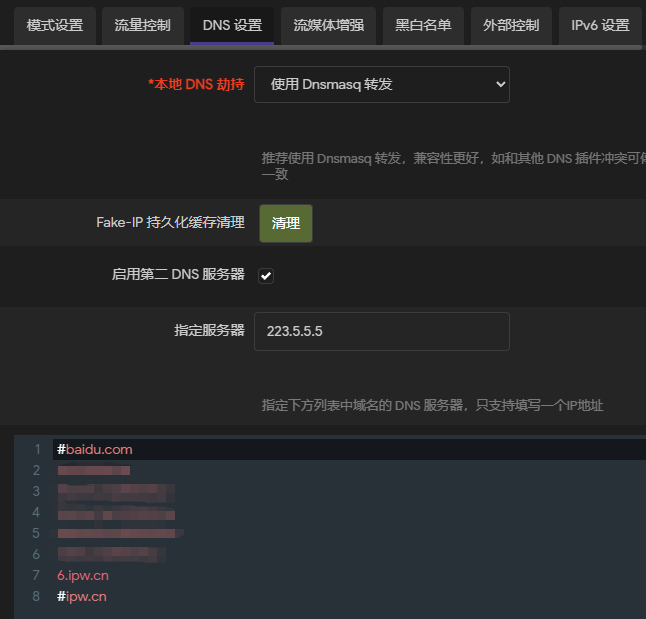 模式设置 流量控制 DNS 设置 流媒体增强 黑白名单 外部控制 IPv6 设置
*本地 DNS 劫持 使用 Dnsmasq 转发
推荐使用 Dnsmasq 转发，兼容性更好，如和其他 DNS 插件冲突可
一致
Fake-IP 持久化缓存清理 清理
启用第二 DNS 服务器
指定服务器 223.5.5.5
指定下方列表中域名的 DNS 服务器，只支持填写一个IP地址
1 #baidu.com
2
3
4
5
6
7 6.ipw.cn
8 #ipw.cn